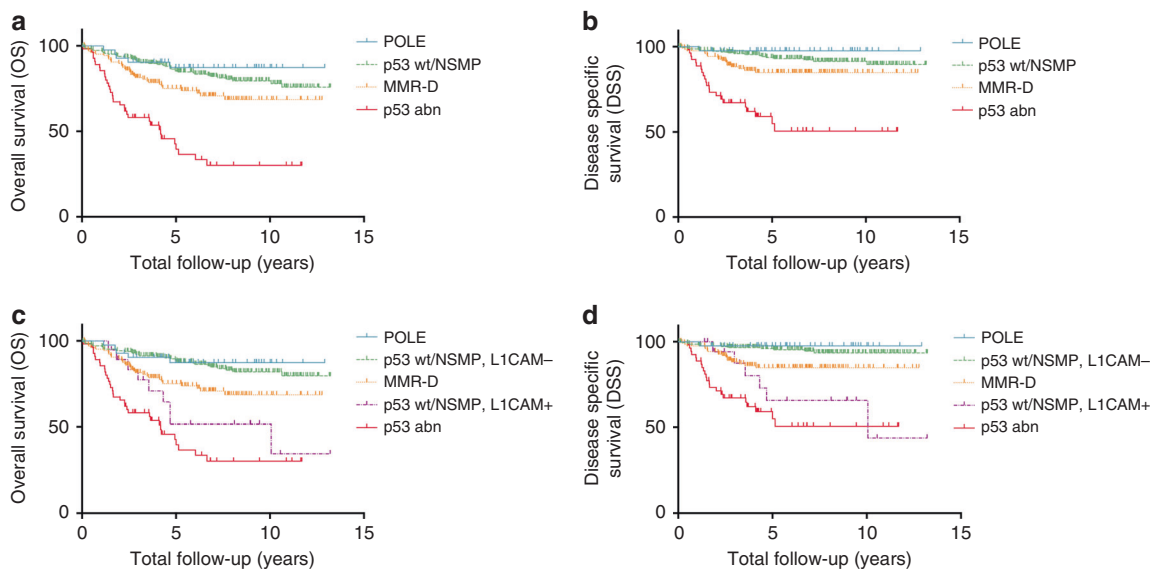 a
Overall survival (OS)
100
50
0
0 5 10 15
Total follow-up (years)
POLE
p53 wt/NSMP
MMR-D
p53 abn
b
Disease specific
survival (DSS)
100
50
0
0 5 10 15
Total follow-up (years)
POLE
p53 wt/NSMP
MMR-D
p53 abn
c
Overall survival (OS)
100
50
0
0 5 10 15
Total follow-up (years)
POLE
p53 wt/NSMP, L1CAM–
MMR-D
p53 wt/NSMP, L1CAM+
p53 abn
d
Disease specific
survival (DSS)
100
50
0
0 5 10 15
Total follow-up (years)
POLE
p53 wt/NSMP, L1CAM–
MMR-D
p53 wt/NSMP, L1CAM+
p53 abn